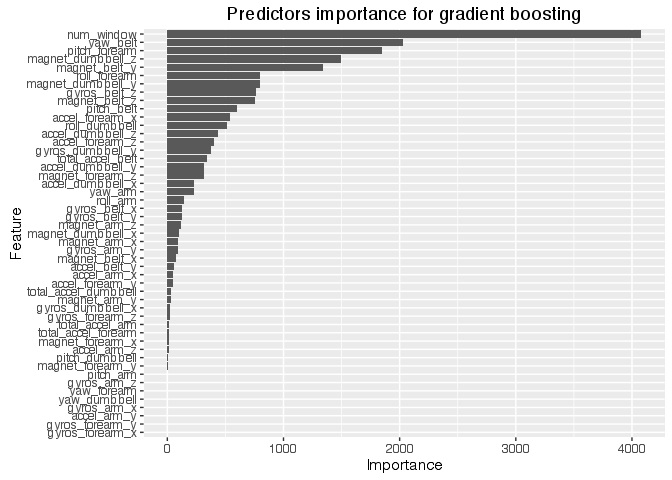 Predictors importance for gradient boosting
num_window
yaw_belt
pitch_forearm
magnet_dumbbell_z
magnet_belt_y
roll_forearm
magnet_dumbbell_y
gyros_belt_z
magnet_belt_z
pitch_belt
accel_forearm_x
roll_dumbbell
accel_dumbbell_z
accel_forearm_z
gyros_dumbbell_y
total_accel_belt
accel_dumbbell_y
magnet_forearm_z
accel_dumbbell_x
yaw_arm
roll_arm
gyros_belt_x
gyros_belt_y
magnet_arm_z
magnet_dumbbell_x
magnet_arm_x
gyros_arm_y
magnet_belt_x
accel_belt_y
accel_arm_x
accel_forearm_y
total_accel_dumbbell
magnet_arm_y
gyros_dumbbell_x
gyros_forearm_z
total_accel_arm
total_accel_forearm
magnet_forearm_x
accel_arm_z
pitch_dumbbell
magnet_forearm_y
pitch_arm
gyros_arm_z
yaw_forearm
yaw_dumbbell
gyros_arm_x
accel_arm_y
gyros_forearm_y
gyros_forearm_x
Feature
0 1000 2000 3000 4000
Importance